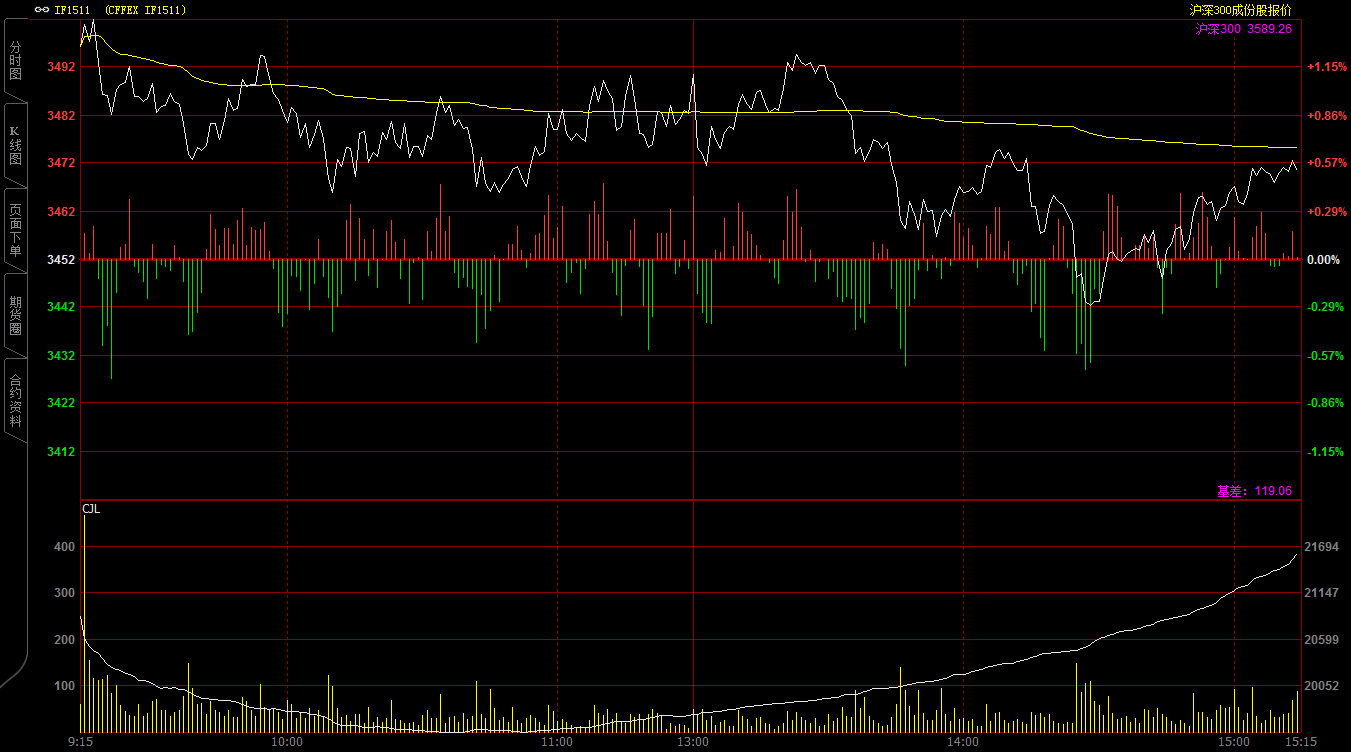 IF1511 (CFFEX IF1511)
沪深300成份股报价
沪深300 3589.26
分时图
K线图
页面下单
期货圈
合约资料
3492 +1.15%
3482 +0.86%
3472 +0.57%
3462 +0.29%
3452 0.00%
3442 -0.29%
3432 -0.57%
3422 -0.86%
3412 -1.15%
基差: 119.06
CJL
400 21694
300 21147
200 20599
100 20052
9:15 10:00 11:00 13:00 14:00 15:00 15:15